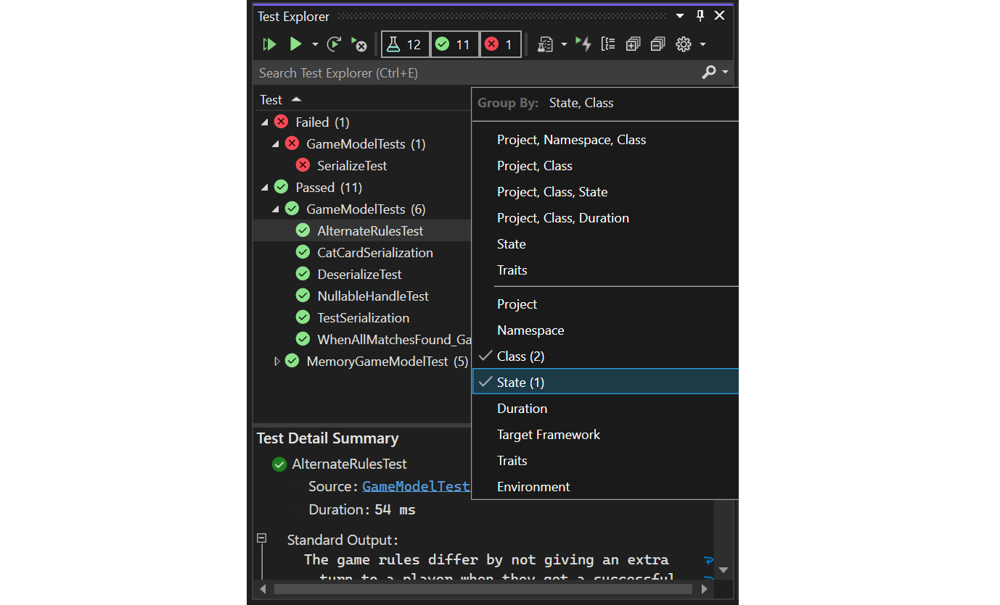 Test Explorer
12 11 1
Search Test Explorer (Ctrl+E)
Test
Failed (1)
GameModelTests (1)
SerializeTest
Passed (11)
GameModelTests (6)
AlternateRulesTest
CatCardSerialization
DeserializeTest
NullableHandleTest
TestSerialization
WhenAllMatchesFound_Ga
MemoryGameModelTest (5)
Group By: State, Class
Project, Namespace, Class
Project, Class
Project, Class, State
Project, Class, Duration
State
Traits
Project
Namespace
Class (2)
State (1)
Duration
Target Framework
Traits
Environment
Test Detail Summary
AlternateRulesTest
Source: GameModelTest
Duration: 54 ms
Standard Output:
The game rules differ by not giving an extra
turn to a player when they get a successful